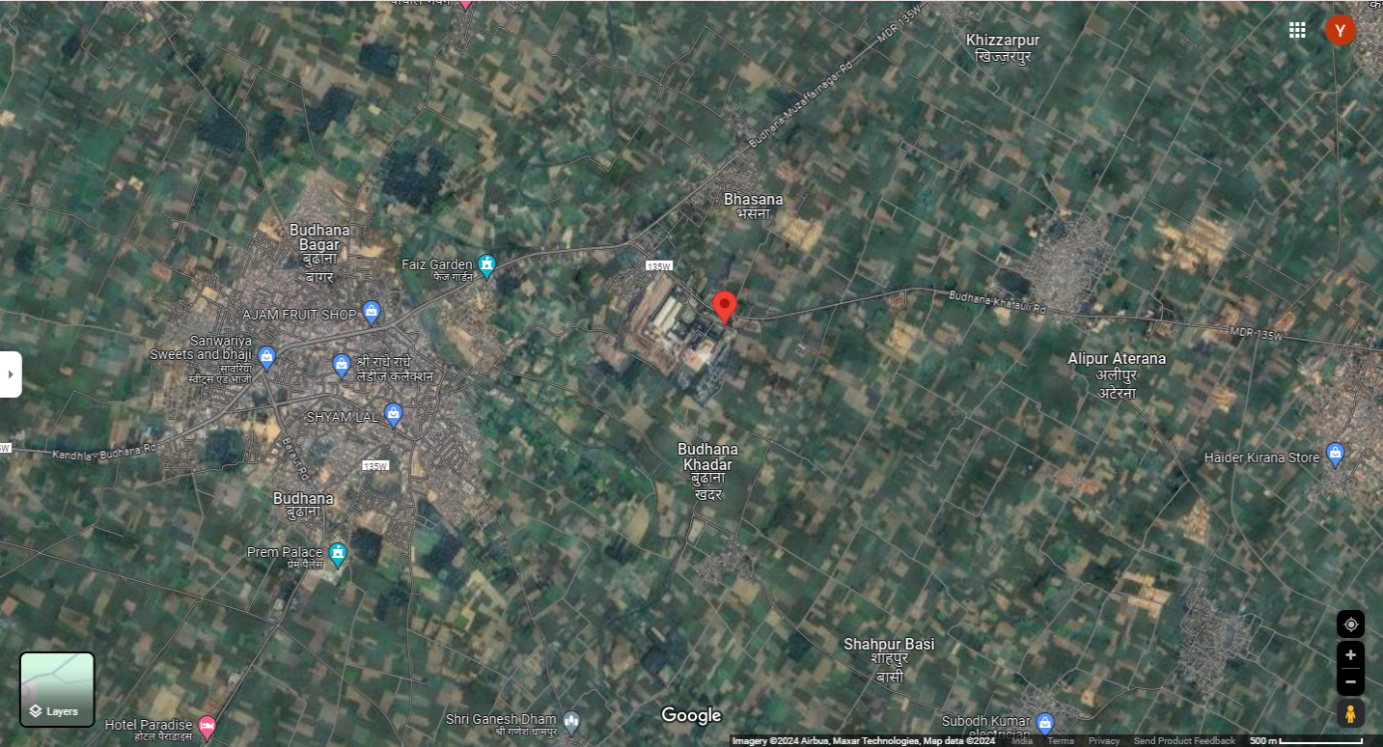 Khizzarpur
खिज़्ज़रपुर
Y
MDR-135W
Budhana-Muzaffarnagar Rd
Bhasana
भसना
Budhana
Bagar
बुढ़ाना
बागर
Faiz Garden
फेज गार्डन
135W
AJAM FRUIT SHOP
Budhana-Khatauli Rd
MDR-135W
Sanwariya
Sweets and bhaji
सांवरिया
स्वीट्स एंड भाजी
श्री राधे राधे
लेडीज कलैक्शन
Alipur Aterana
अलीपुर
अटेरना
SHYAM LAL
Kandhla - Budhana Rd
Baraut Rd
135W
Budhana
Khadar
बुढ़ाना
खदर
Haider Kirana Store
Budhana
बुढ़ाना
Prem Palace
प्रेम पैलेस
Shahpur Basi
शाहपुर
बासी
Layers
Hotel Paradise
होटल पैराडाइस
Shri Ganesh Dham
श्री गणेश धामपुर
Google
Subodh Kumar
electrician
Imagery ©2024 Airbus, Maxar Technologies, Map data ©2024 India Terms Privacy Send Product Feedback 500 m